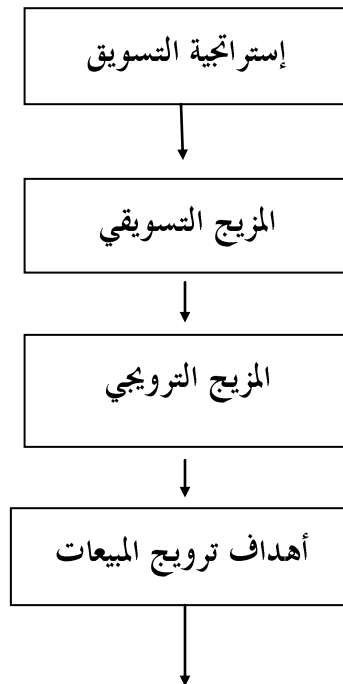 إستراتجية التسويق
المزيج التسويقي
المزيج الترويجي
أهداف ترويج المبيعات